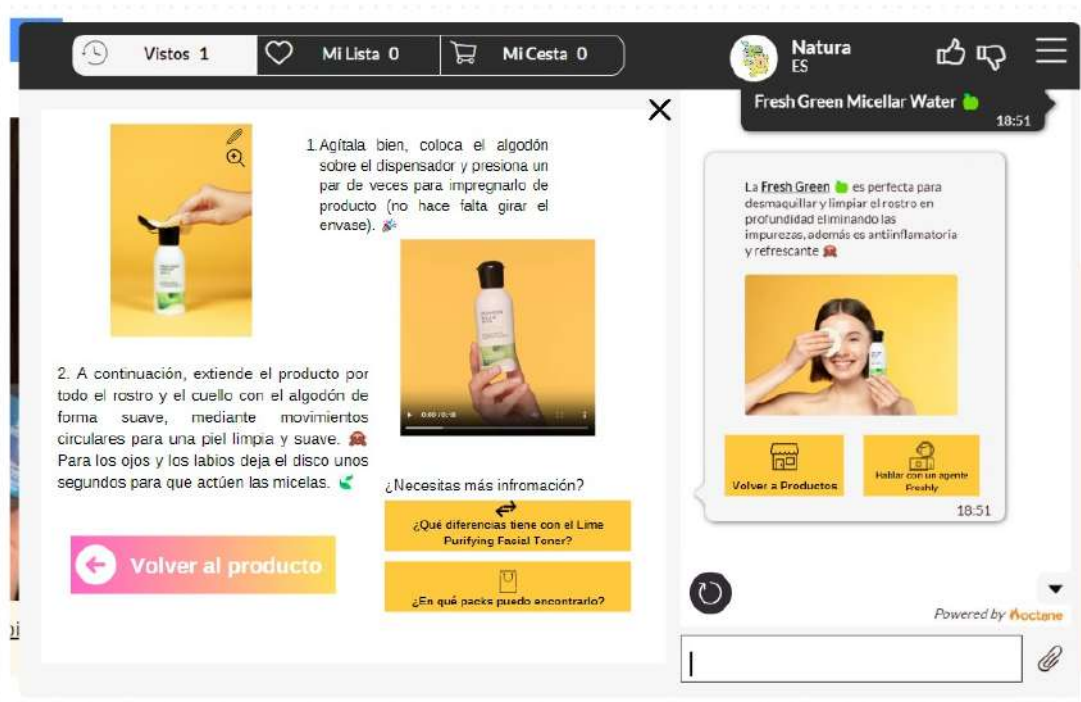 Vistos 1
Mi Lista 0
Mi Cesta 0
Natura
ES
1. Agítala bien, coloca el algodón
sobre el dispensador y presiona un
par de veces para impregnarlo de
producto (no hace falta girar el
envase).
2. A continuación, extiende el producto por
todo el rostro y el cuello con el algodón de
forma suave, mediante movimientos
circulares para una piel limpia y suave.
Para los ojos y los labios deja el disco unos
segundos para que actúen las micelas.
¿Necesitas más infromación?
¿Qué diferencias tiene con el Lime
Purifying Facial Toner?
¿En qué packs puedo encontrarlo?
Volver al producto
Fresh Green Micellar Water
18:51
La Fresh Green es perfecta para
desmaquillar y limpiar el rostro en
profundidad eliminando las
impurezas, además es antiinflamatoria
y refrescante
Volver a Productos
Hablar con un agente
Freshly
18:51
Powered by